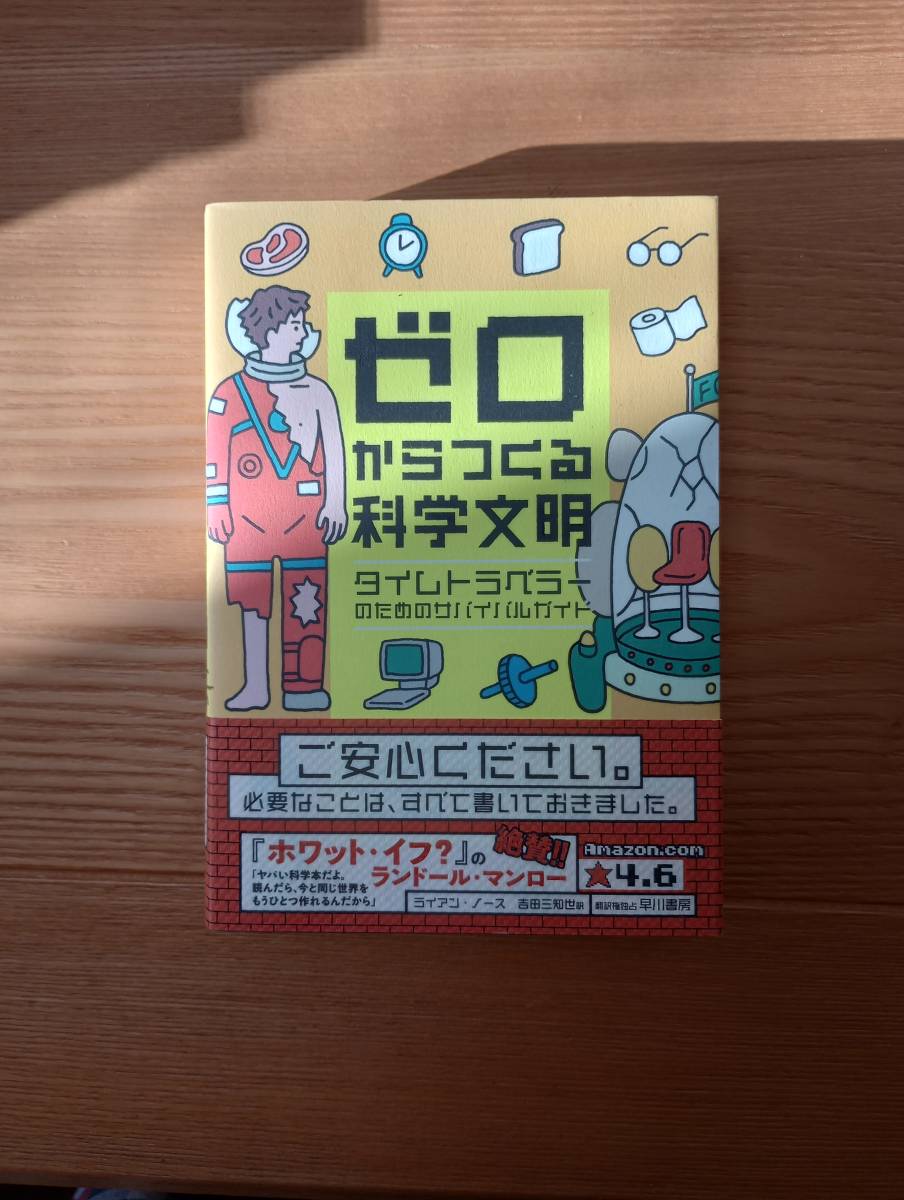 ゼロ
からつくる
科学文明
タイムトラベラー
のためのサバイバルガイド
FC
ご安心ください。
必要なことは、すべて書いておきました。
『ホワット・イフ?』の
ランドール・マンロー
絶賛!!
「ヤバい科学本だよ。
読んだら、今と同じ世界を
もうひとつ作れるんだから」
Amazon.com
★4.6
ライアン・ノース 吉田三知世訳
翻訳権独占 早川書房